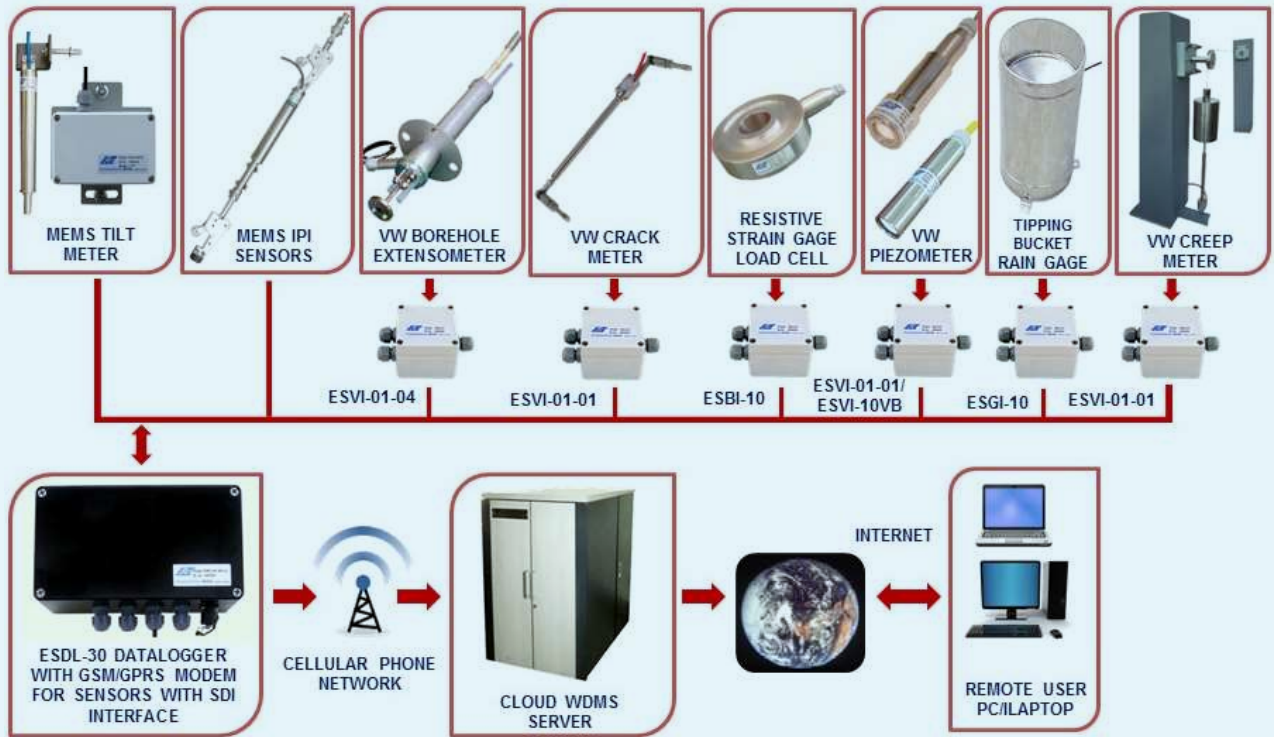 MEMS TILT
METER
MEMS IPI
SENSORS
VW BOREHOLE
EXTENSOMETER
VW CRACK
METER
RESISTIVE
STRAIN GAGE
LOAD CELL
VW
PIEZOMETER
TIPPING
BUCKET
RAIN GAGE
VW CREEP
METER
ESVI-01-04
ESVI-01-01
ESBI-10
ESVI-01-01/
ESVI-10VB
ESGI-10
ESVI-01-01
ESDL-30 DATALOGGER
WITH GSM/GPRS MODEM
FOR SENSORS WITH SDI
INTERFACE
CELLULAR PHONE
NETWORK
CLOUD WDMS
SERVER
INTERNET
REMOTE USER
PC/ILAPTOP